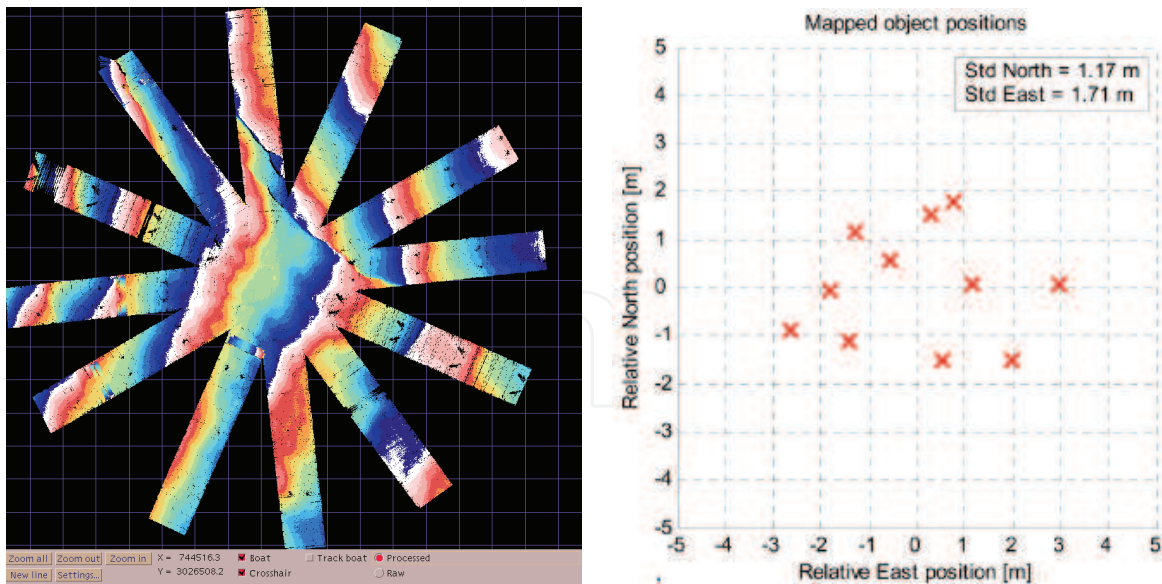 Zoom all Zoom out Zoom in X = 744516.3 Boat Track boat Processed
New line Settings... Y = 3026508.2 Crosshair Raw
Mapped object positions
Std North = 1.17 m
Std East = 1.71 m
Relative North position [m]
5
4
3
2
1
0
-1
-2
-3
-4
-5
-5 -4 -3 -2 -1 0 1 2 3 4 5
Relative East position [m]